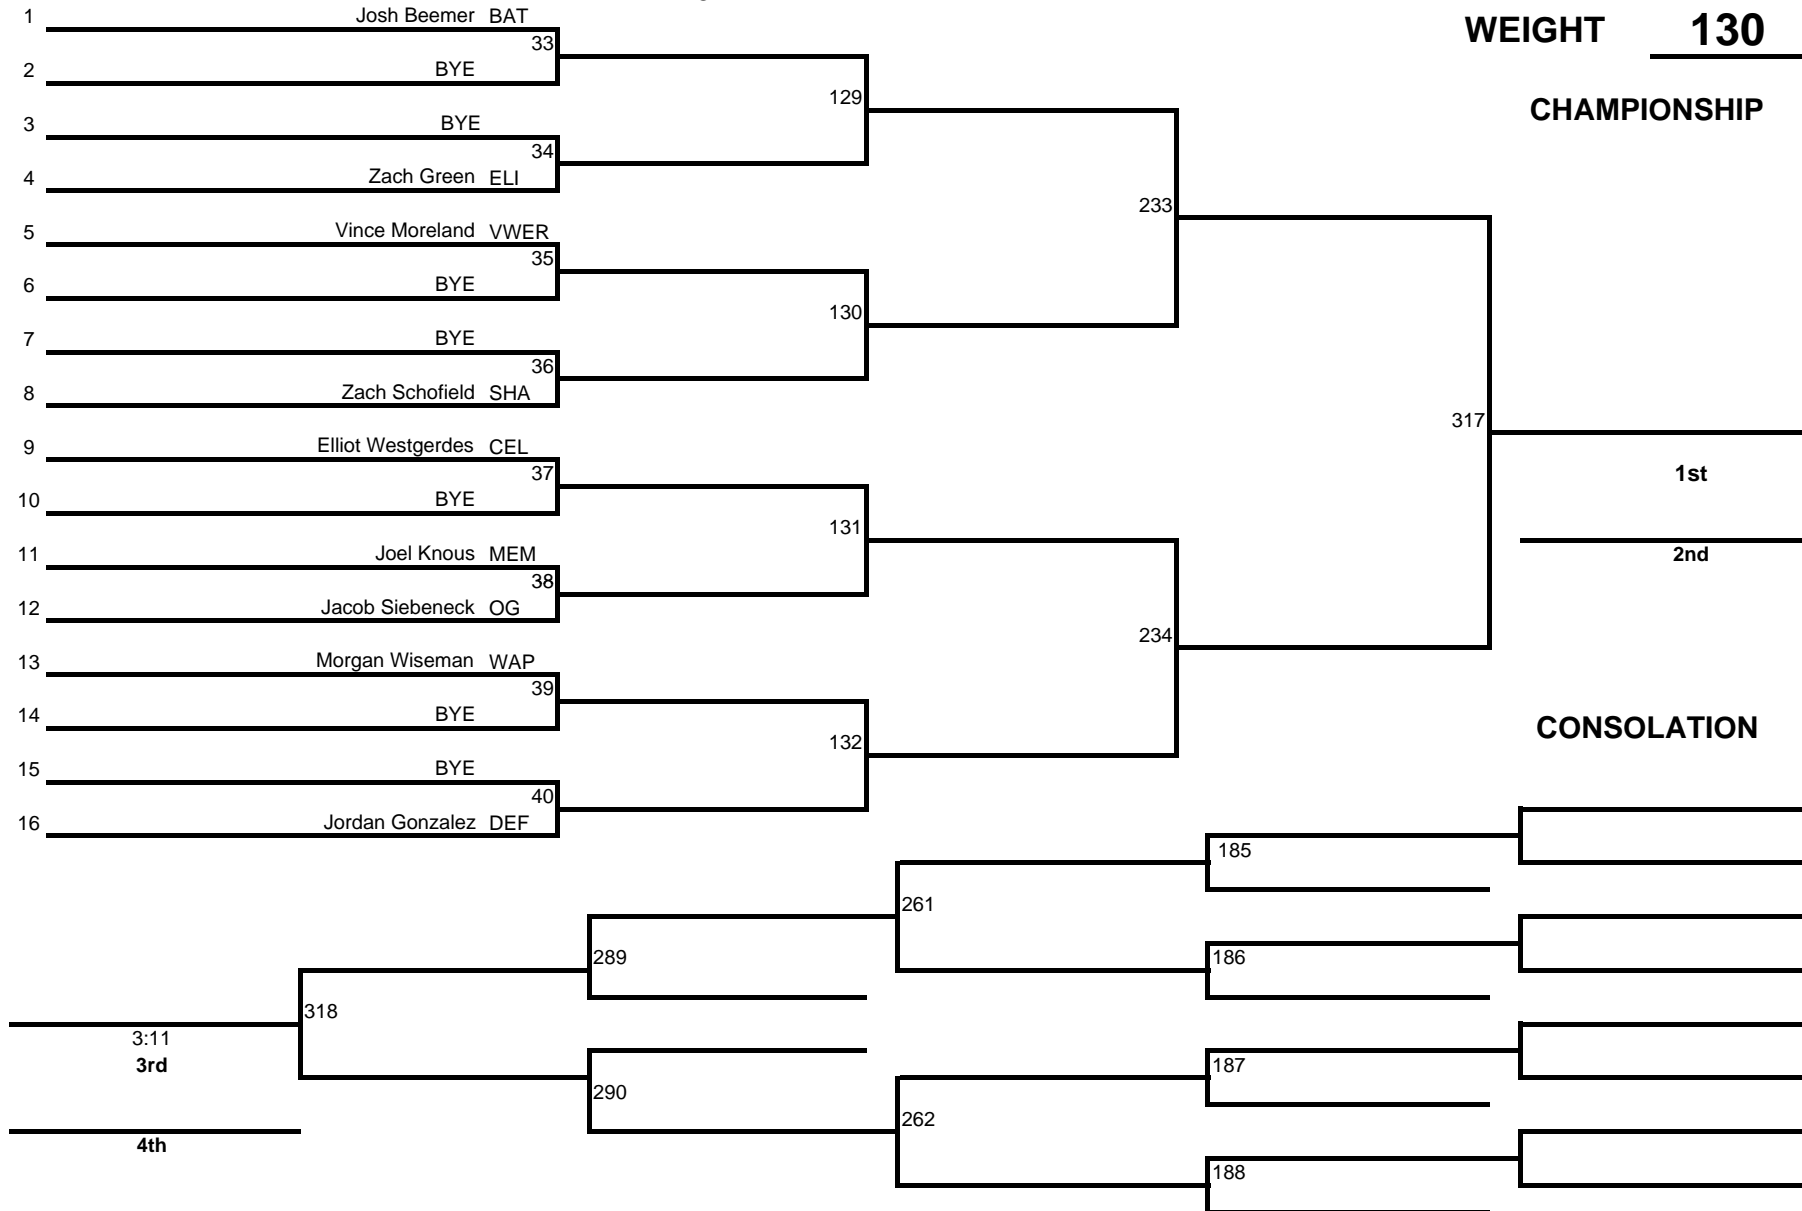 1 Josh Beemer BAT
WEIGHT 130
33
2 BYE
129
CHAMPIONSHIP
3 BYE
34
4 Zach Green ELI
233
5 Vince Moreland VWER
35
6 BYE
130
7 BYE
36
8 Zach Schofield SHA
317
9 Elliot Westgerdes CEL
37
1st
10 BYE
131
11 Joel Knous MEM
2nd
38
12 Jacob Siebeneck OG
234
13 Morgan Wiseman WAP
39
14 BYE
CONSOLATION
132
15 BYE
40
16 Jordan Gonzalez DEF
185
261
289
186
318
3:11
3rd
187
290
262
4th
188